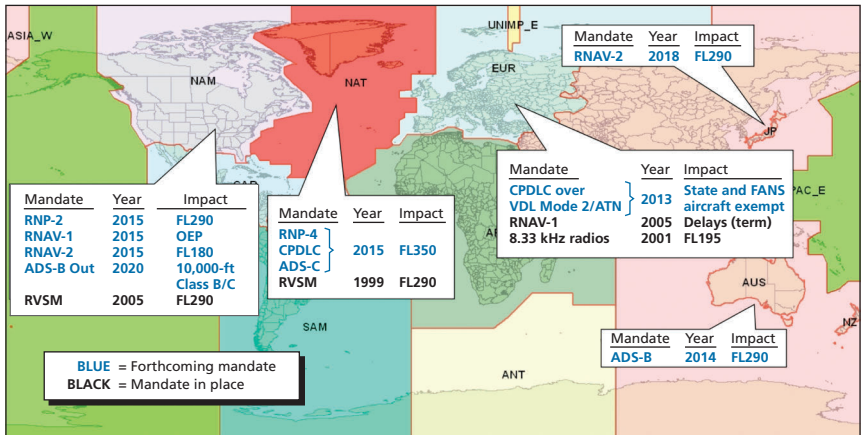 ASIA_W
UNIMP_E
NAM
NAT
EUR
Mandate Year Impact
RNAV-2 2018 FL290
JP
Mandate Year Impact
CPDLC over
VDL Mode 2/ATN } 2013 State and FANS
aircraft exempt
RNAV-1 2005 Delays (term)
8.33 kHz radios 2001 FL195
PAC_E
Mandate Year Impact
RNP-2 2015 FL290
RNAV-1 2015 OEP
RNAV-2 2015 FL180
ADS-B Out 2020 10,000-ft
Class B/C
RVSM 2005 FL290
Mandate Year Impact
RNP-4
CPDLC } 2015 FL350
ADS-C
RVSM 1999 FL290
AUS
NZ
SAM
Mandate Year Impact
ADS-B 2014 FL290
ANT
BLUE = Forthcoming mandate
BLACK = Mandate in place